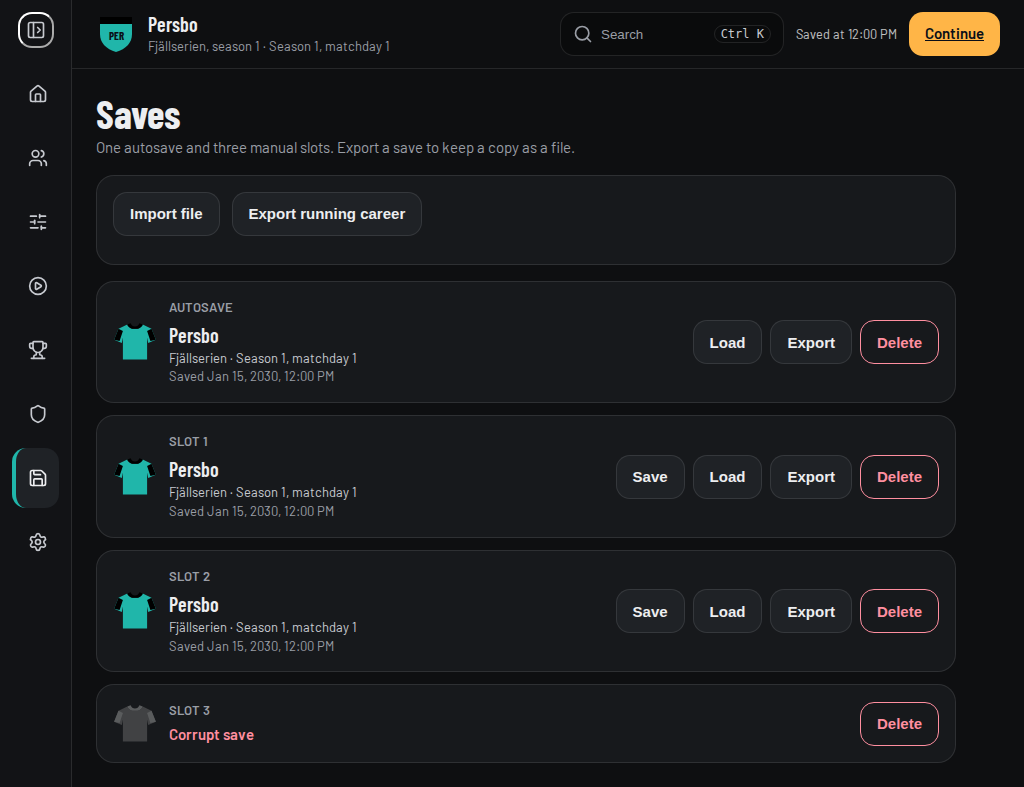 PER
Persbo
Fjällserien, season 1 · Season 1, matchday 1
Search
Ctrl K
Saved at 12:00 PM
Continue
Saves
One autosave and three manual slots. Export a save to keep a copy as a file.
Import file
Export running career
AUTOSAVE
Persbo
Fjällserien · Season 1, matchday 1
Saved Jan 15, 2030, 12:00 PM
Load
Export
Delete
SLOT 1
Persbo
Fjällserien · Season 1, matchday 1
Saved Jan 15, 2030, 12:00 PM
Save
Load
Export
Delete
SLOT 2
Persbo
Fjällserien · Season 1, matchday 1
Saved Jan 15, 2030, 12:00 PM
Save
Load
Export
Delete
SLOT 3
Corrupt save
Delete